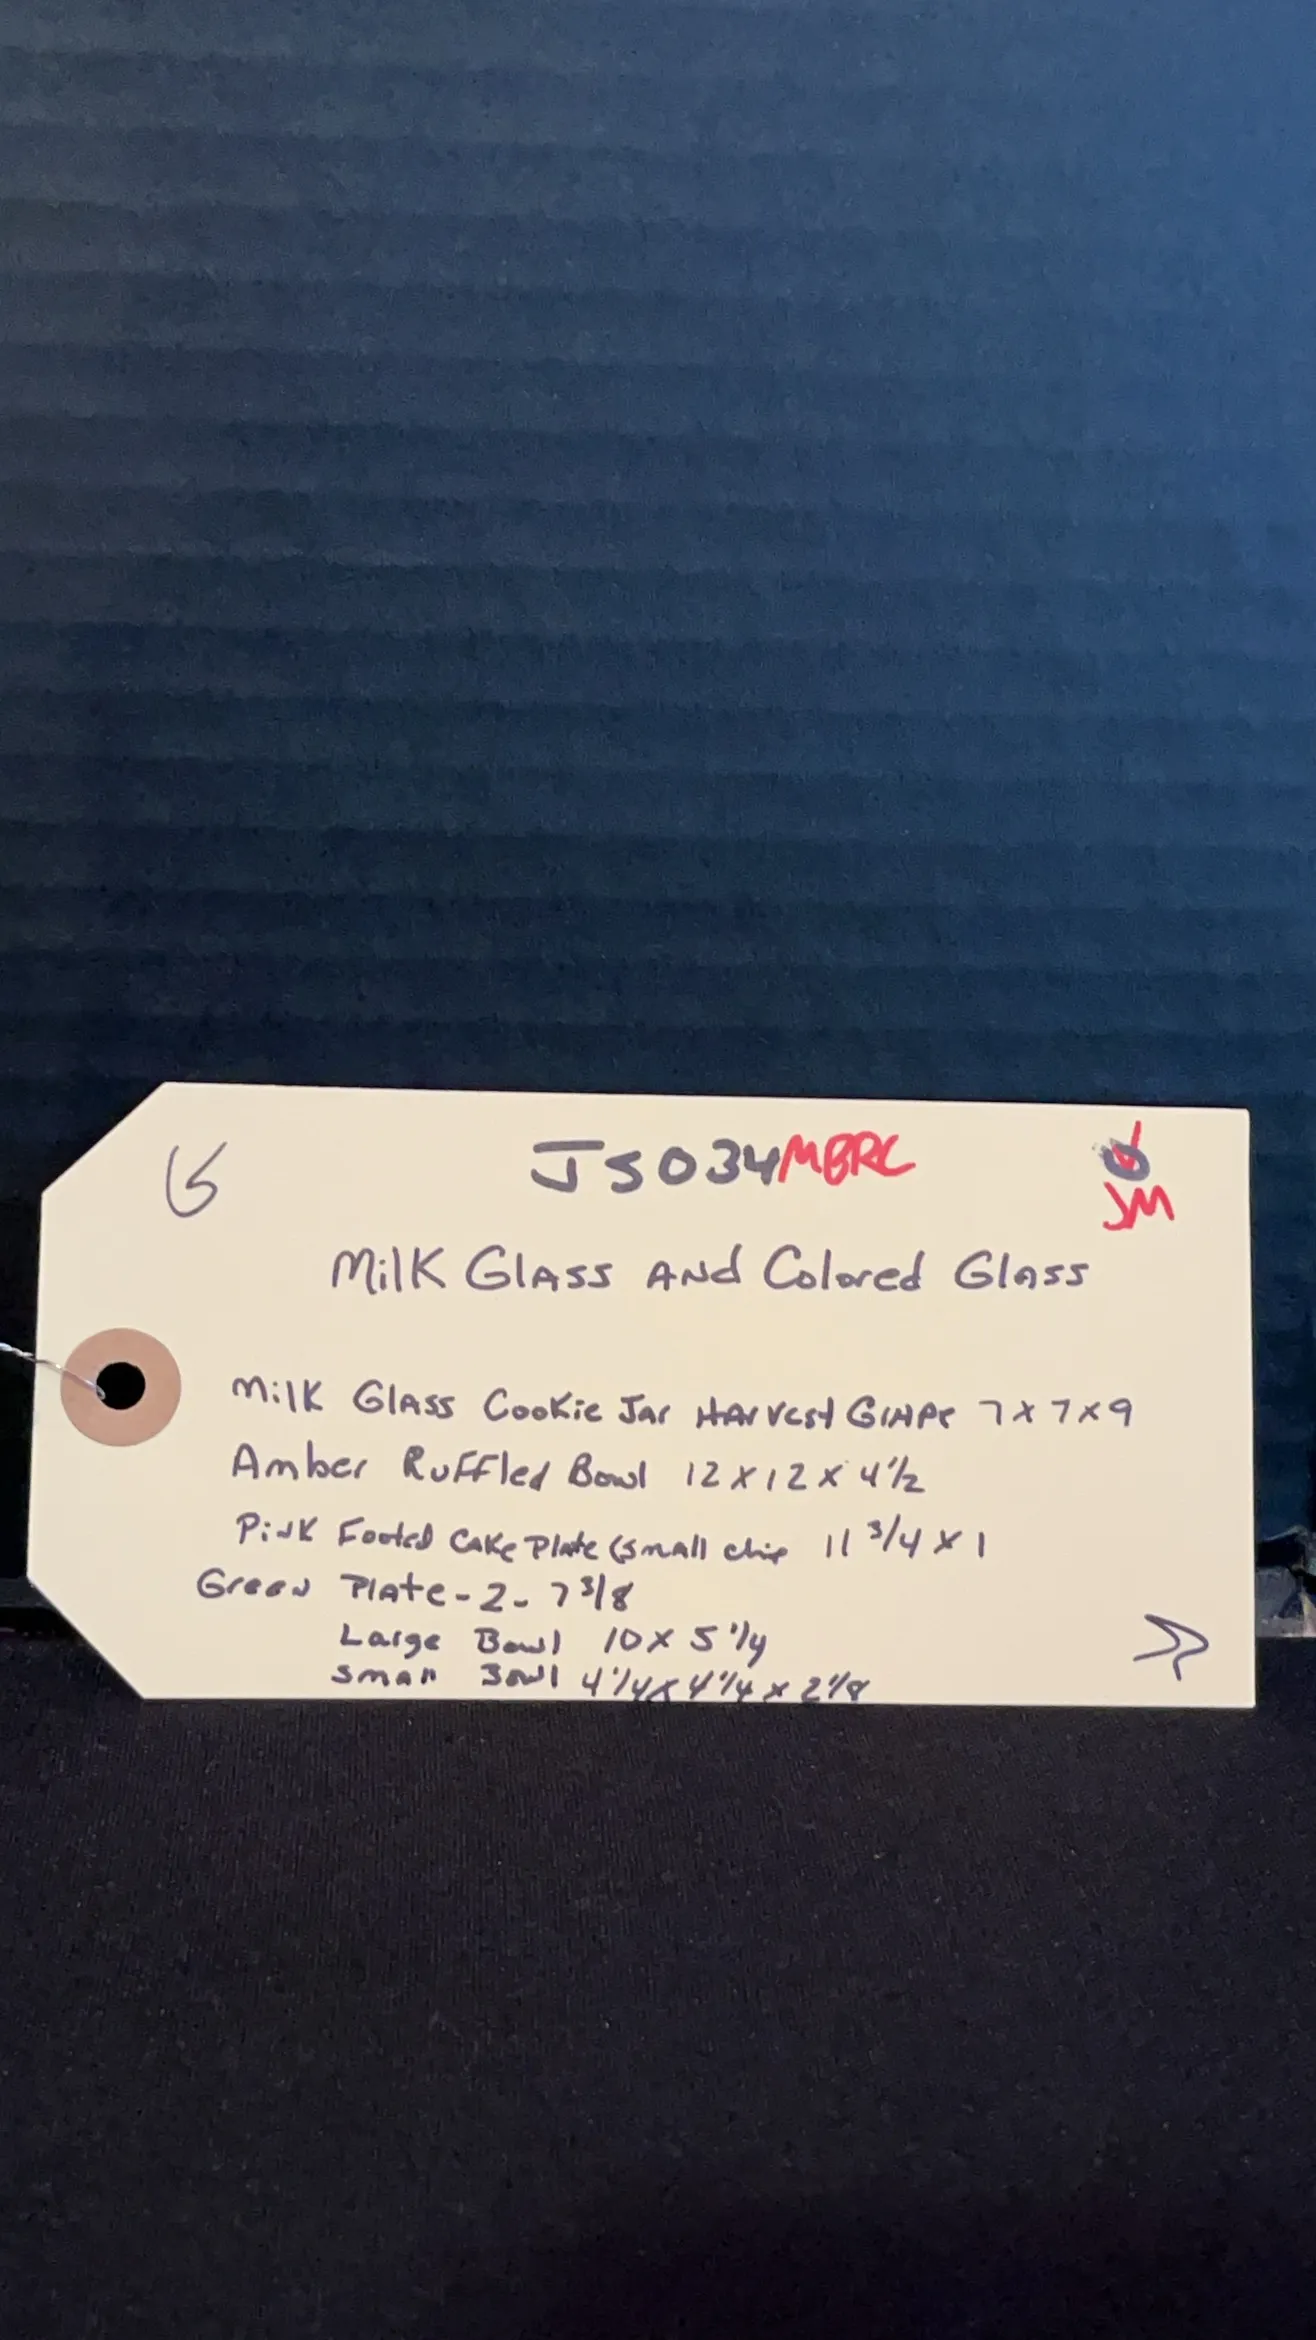 JS034MBRC
JM
Milk Glass And Colored Glass
Milk Glass Cookie Jar Harvest Grape 7 x 7 x 9
Amber Ruffled Bowl 12 x 12 x 4 1/2
Pink Footed Cake Plate (small chip 11 3/4 x 1
Green Plate - 2 - 7 3/8
Large Bowl 10 x 5 1/4
Small Bowl 4 1/4 x 4 1/4 x 2 1/8